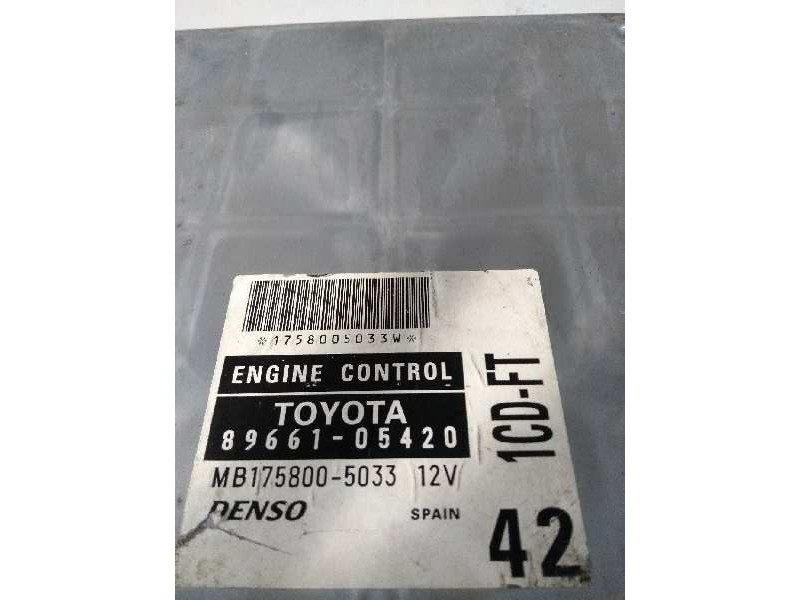 *1758005033W*
ENGINE CONTROL
TOYOTA
89661-05420
MB175800-5033 12V
DENSO SPAIN
1CD-FT
42